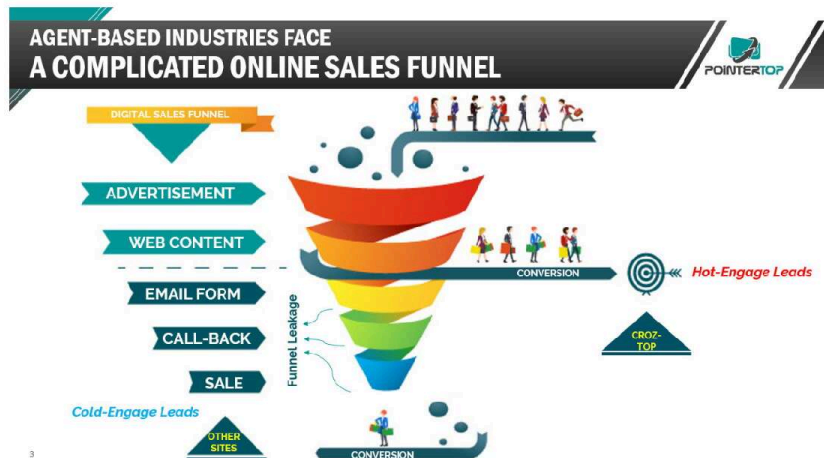 AGENT-BASED INDUSTRIES FACE
A COMPLICATED ONLINE SALES FUNNEL
POINTERTOP
DIGITAL SALES FUNNEL
ADVERTISEMENT
WEB CONTENT
CONVERSION
Hot-Engage Leads
EMAIL FORM
CALL-BACK
SALE
Funnel Leakage
CROZ-
TOP
Cold-Engage Leads
OTHER
SITES
CONVERSION
3